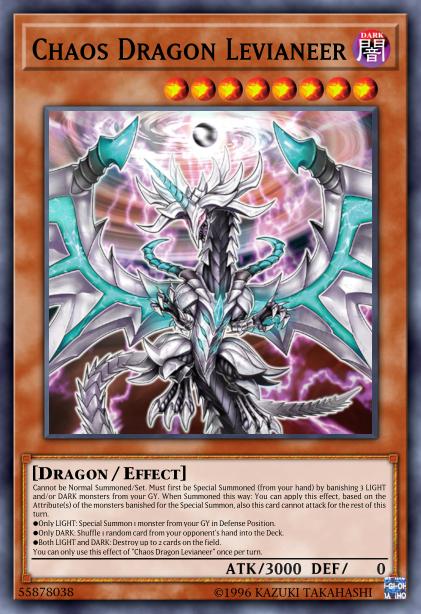 Chaos Dragon Levianeer
DARK
闇
[Dragon / Effect]
Cannot be Normal Summoned/Set. Must first be Special Summoned (from your hand) by banishing 3 LIGHT
and/or DARK monsters from your GY. When Summoned this way: You can apply this effect, based on the
Attribute(s) of the monsters banished for the Special Summon, also this card cannot attack for the rest of this
turn.
●Only LIGHT: Special Summon 1 monster from your GY in Defense Position.
●Only DARK: Shuffle 1 random card from your opponent's hand into the Deck.
●Both LIGHT and DARK: Destroy up to 2 cards on the field.
You can only use this effect of "Chaos Dragon Levianeer" once per turn.
ATK/3000 DEF/ 0
55878038 ©1996 KAZUKI TAKAHASHI